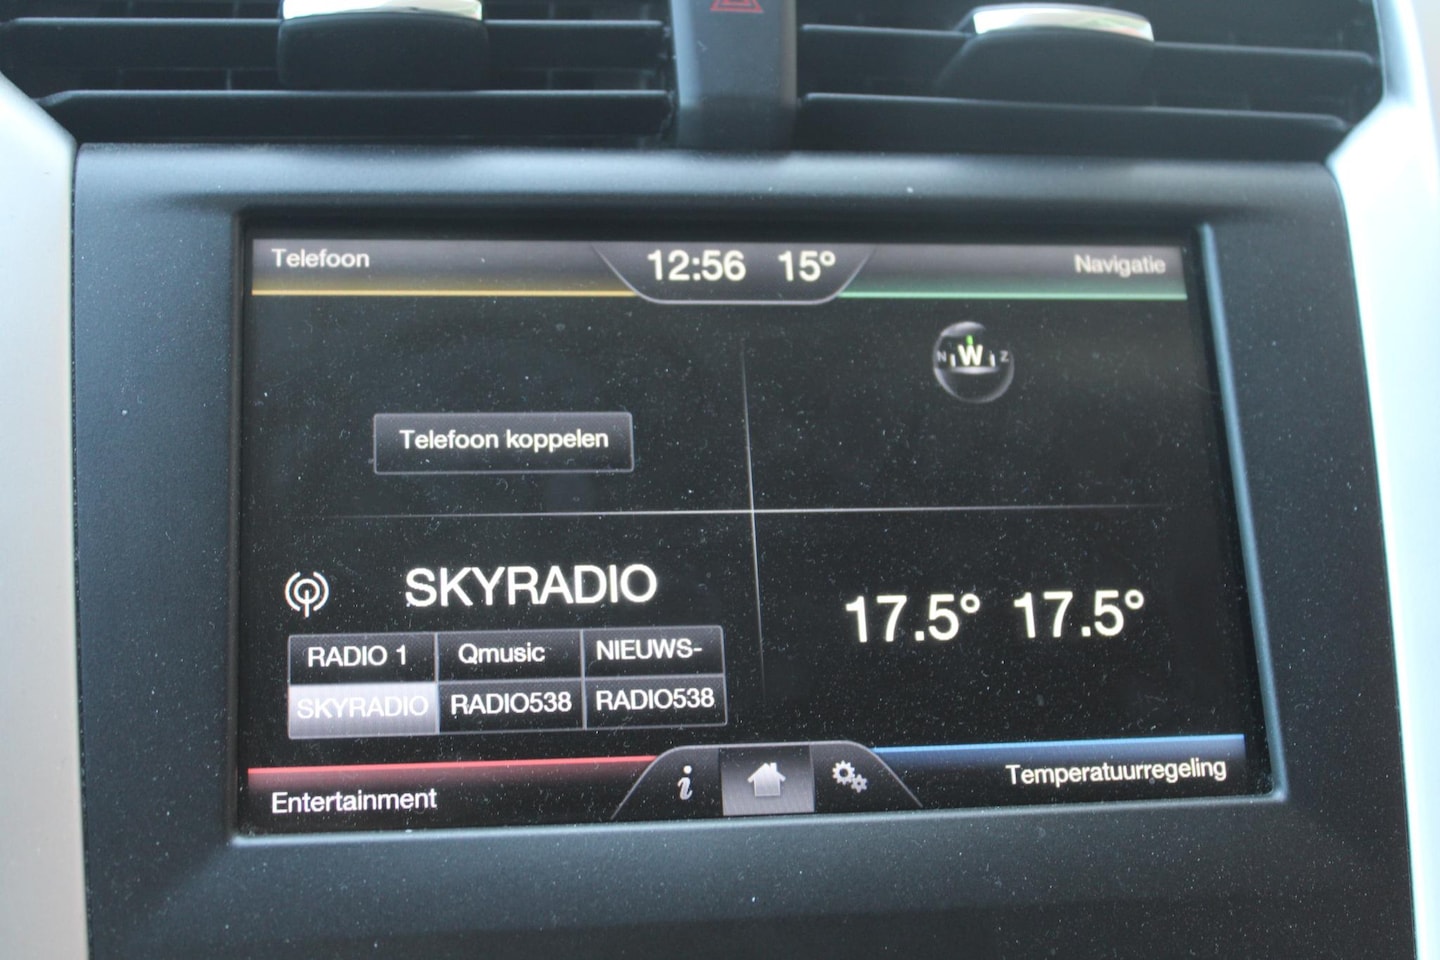 Telefoon
12:56 15°
Navigatie
N W Z
Telefoon koppelen
SKYRADIO
17.5° 17.5°
RADIO 1 Qmusic NIEUWS-
SKYRADIO RADIO538 RADIO538
Entertainment
i
Temperatuurregeling